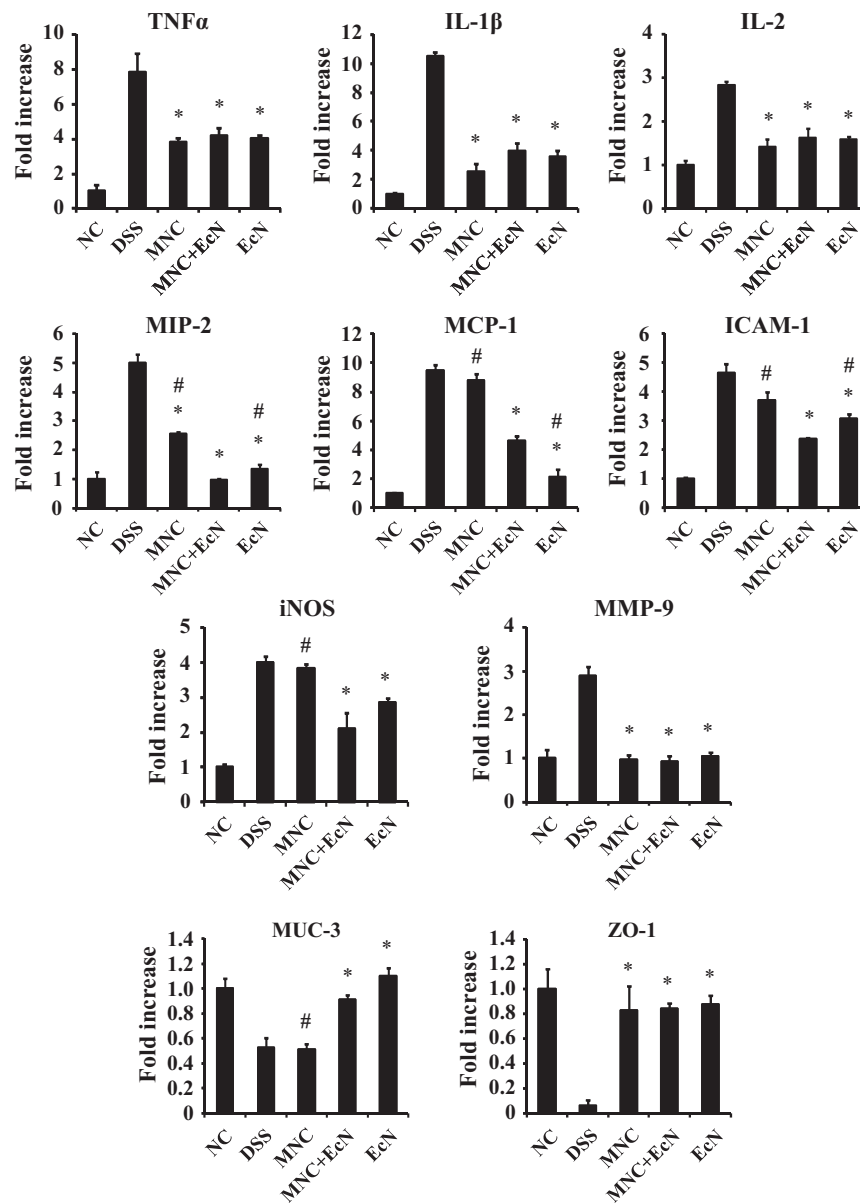 TNFα
Fold increase
10
8
6
4
2
0
*
*
*
NC
DSS
MNC
MNC+EcN
EcN
IL-1β
Fold increase
12
10
8
6
4
2
0
*
*
*
NC
DSS
MNC
MNC+EcN
EcN
IL-2
Fold increase
4
3
2
1
0
*
*
*
NC
DSS
MNC
MNC+EcN
EcN
MIP-2
Fold increase
6
5
4
3
2
1
0
#
*
*
#
*
NC
DSS
MNC
MNC+EcN
EcN
MCP-1
Fold increase
12
10
8
6
4
2
0
#
*
#
*
NC
DSS
MNC
MNC+EcN
EcN
ICAM-1
Fold increase
6
5
4
3
2
1
0
#
*
#
*
NC
DSS
MNC
MNC+EcN
EcN
iNOS
Fold increase
5
4
3
2
1
0
#
*
*
NC
DSS
MNC
MNC+EcN
EcN
MMP-9
Fold increase
4
3
2
1
0
*
*
*
NC
DSS
MNC
MNC+EcN
EcN
MUC-3
Fold increase
1.4
1.2
1.0
0.8
0.6
0.4
0.2
0
#
*
*
NC
DSS
MNC
MNC+EcN
EcN
ZO-1
Fold increase
1.4
1.2
1.0
0.8
0.6
0.4
0.2
0
*
*
*
NC
DSS
MNC
MNC+EcN
EcN